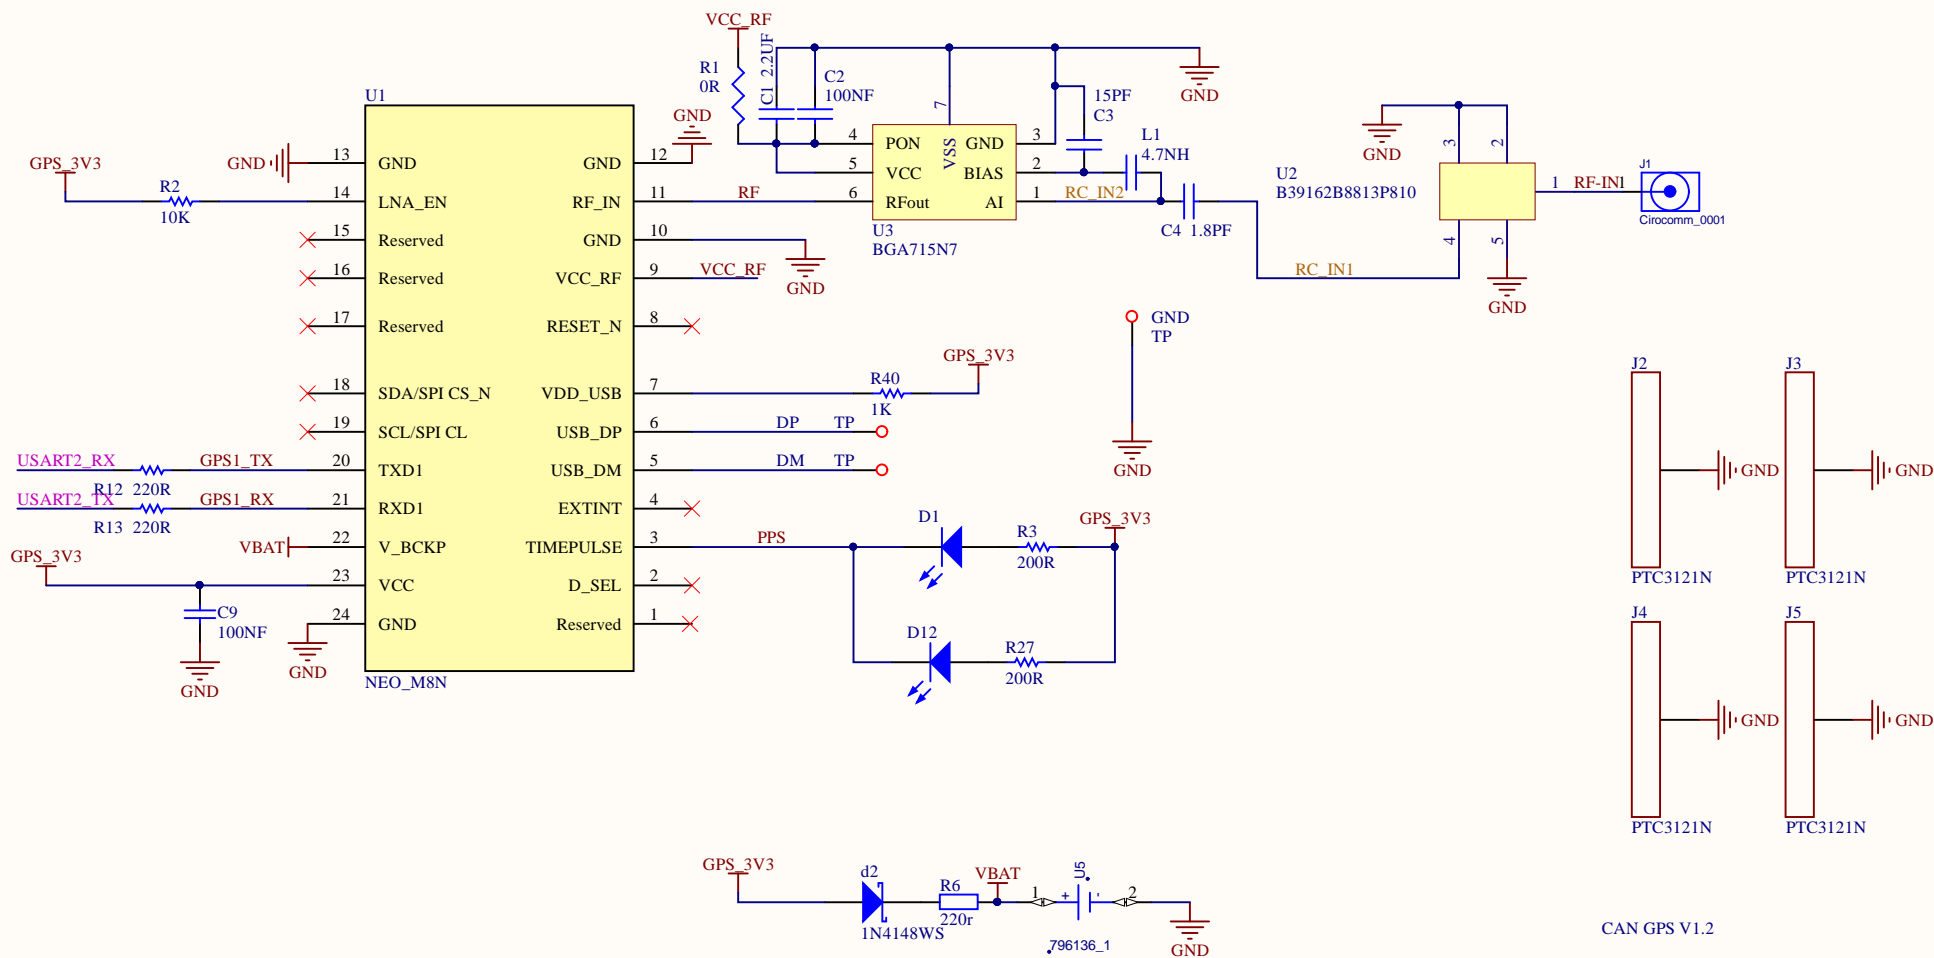 VCC_RF
R1
0R
C1 2.2UF
C2
100NF
GND
U1
GND
15PF
C3
L1
4.7NH
GND
3
2
GPS_3V3
R2
10K
GND
13
GND
GND
12
14
LNA_EN
RF_IN
11
RF
15
Reserved
GND
10
GND
16
Reserved
VCC_RF
9
VCC_RF
17
Reserved
RESET_N
8
18
SDA/SPI CS_N
VDD_USB
7
R40
1K
GPS_3V3
19
SCL/SPI CL
USB_DP
6
DP
TP
USART2_RX
R12 220R
GPS1_TX
20
TXD1
USB_DM
5
DM
TP
USART2_TX
R13 220R
GPS1_RX
21
RXD1
EXTINT
4
VBAT
22
V_BCKP
TIMEPULSE
3
PPS
GPS_3V3
23
VCC
D_SEL
2
C9
100NF
GND
24
GND
GND
Reserved
1
NEO_M8N
4
PON
VSS
7
GND
3
5
VCC
BIAS
2
6
RFout
AI
1
RC_IN2
U3
BGA715N7
C4 1.8PF
RC_IN1
U2
B39162B8813P810
4
5
GND
1
RF-IN1
J1
Cirocomm_0001
GND
TP
GND
D1
R3
200R
GPS_3V3
D12
R27
200R
J2
GND
PTC3121N
J3
GND
PTC3121N
J4
GND
PTC3121N
J5
GND
PTC3121N
GPS_3V3
d2
1N4148WS
R6
220r
VBAT
1
+
U5
-
2
796136_1
GND
CAN GPS V1.2